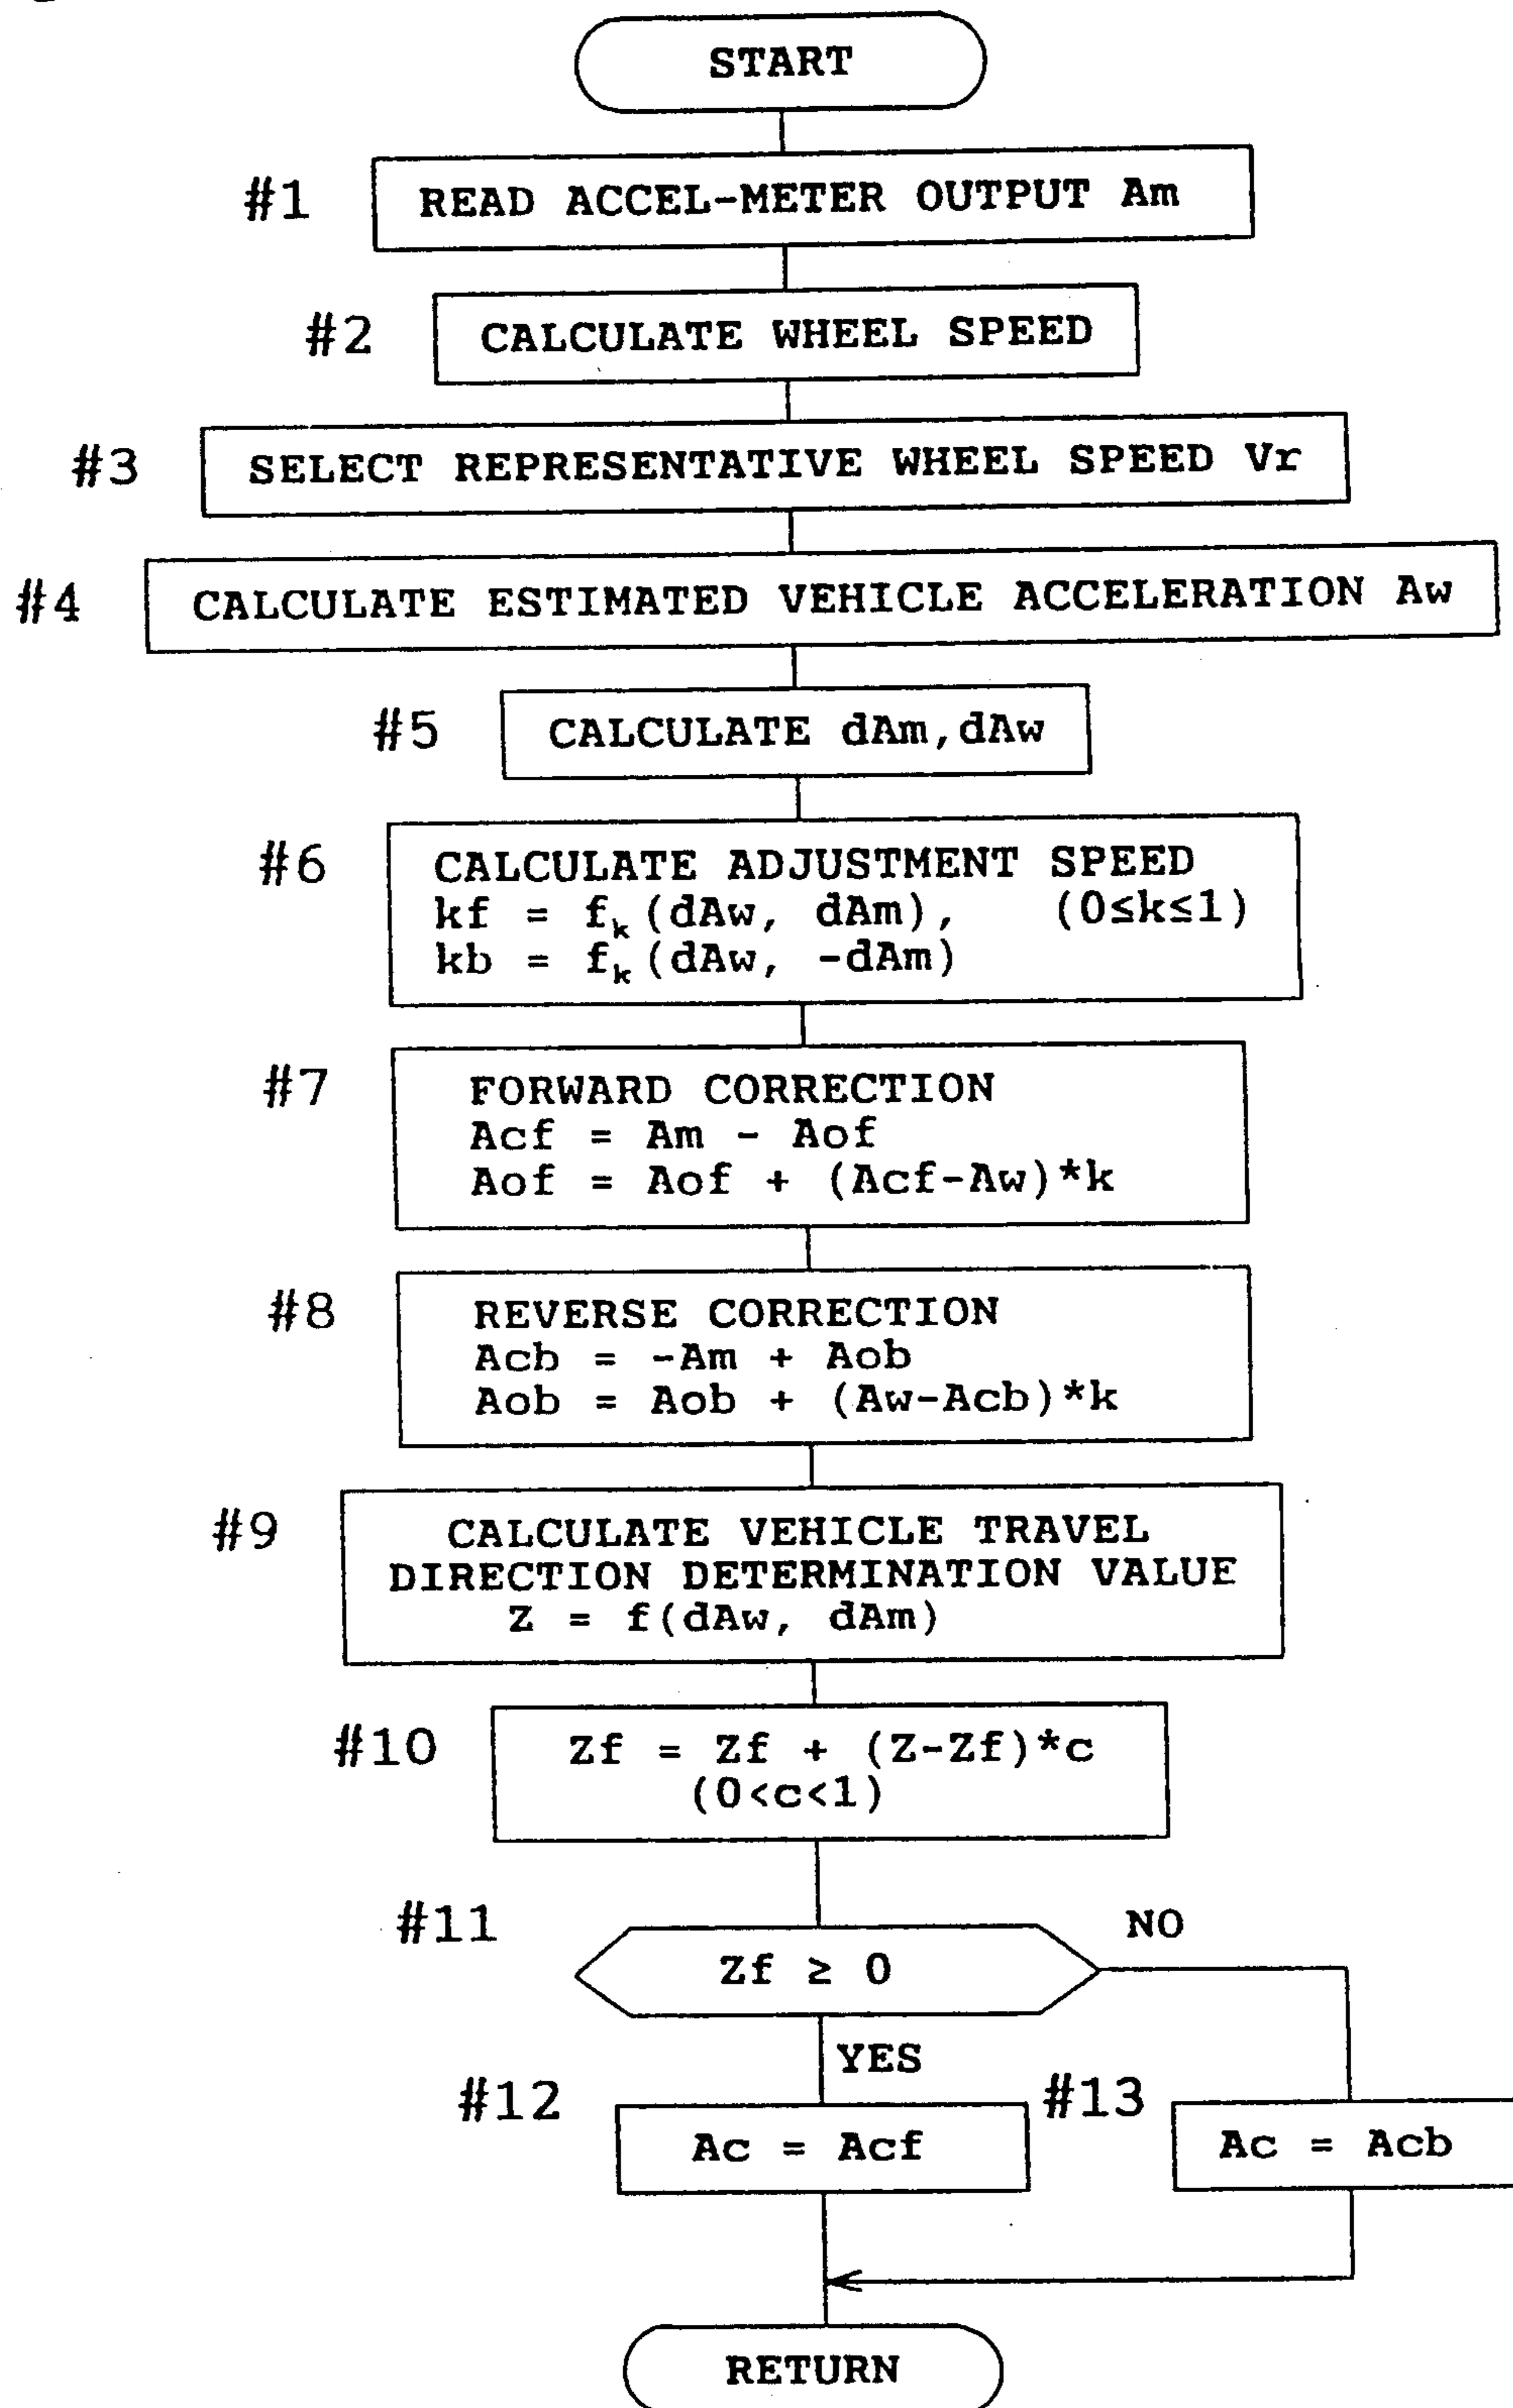 START
#1 READ ACCEL-METER OUTPUT Am
#2 CALCULATE WHEEL SPEED
#3 SELECT REPRESENTATIVE WHEEL SPEED Vr
#4 CALCULATE ESTIMATED VEHICLE ACCELERATION Aw
#5 CALCULATE dAm,dAw
#6 CALCULATE ADJUSTMENT SPEED
kf = fk(dAw, dAm), (0≤k≤1)
kb = fk(dAw, -dAm)
#7 FORWARD CORRECTION
Acf = Am - Aof
Aof = Aof + (Acf-Aw)*k
#8 REVERSE CORRECTION
Acb = -Am + Aob
Aob = Aob + (Aw-Acb)*k
#9 CALCULATE VEHICLE TRAVEL
DIRECTION DETERMINATION VALUE
Z = f(dAw, dAm)
#10 Zf = Zf + (Z-Zf)*c
(0<c<1)
#11 Zf ≥ 0 NO
YES
#12 Ac = Acf #13 Ac = Acb
RETURN